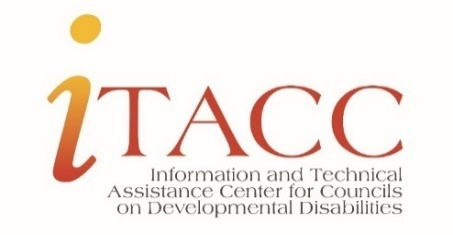 iTACC
Information and Technical
Assistance Center for Councils
on Developmental Disabilities